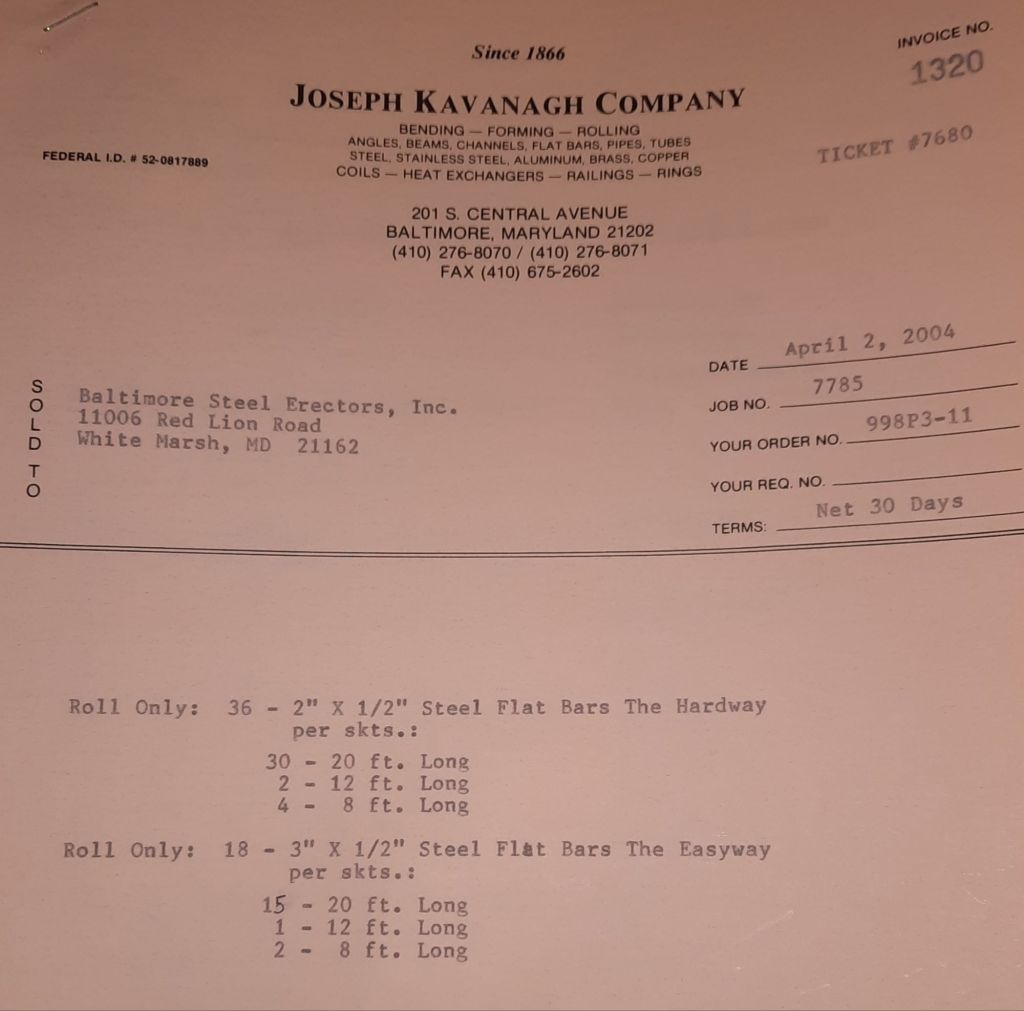 Since 1866
INVOICE NO.
1320
JOSEPH KAVANAGH COMPANY
BENDING — FORMING — ROLLING
ANGLES, BEAMS, CHANNELS, FLAT BARS, PIPES, TUBES
STEEL, STAINLESS STEEL, ALUMINUM, BRASS, COPPER
COILS — HEAT EXCHANGERS — RAILINGS — RINGS
FEDERAL I.D. # 52-0817889
TICKET #7680
201 S. CENTRAL AVENUE
BALTIMORE, MARYLAND 21202
(410) 276-8070 / (410) 276-8071
FAX (410) 675-2602
SOLD TO
Baltimore Steel Erectors, Inc.
11006 Red Lion Road
White Marsh, MD 21162
DATE April 2, 2004
JOB NO. 7785
YOUR ORDER NO. 998P3-11
YOUR REQ. NO.
TERMS: Net 30 Days
Roll Only: 36 - 2" X 1/2" Steel Flat Bars The Hardway
per skts.:
30 - 20 ft. Long
2 - 12 ft. Long
4 - 8 ft. Long
Roll Only: 18 - 3" X 1/2" Steel Flat Bars The Easyway
per skts.:
15 - 20 ft. Long
1 - 12 ft. Long
2 - 8 ft. Long